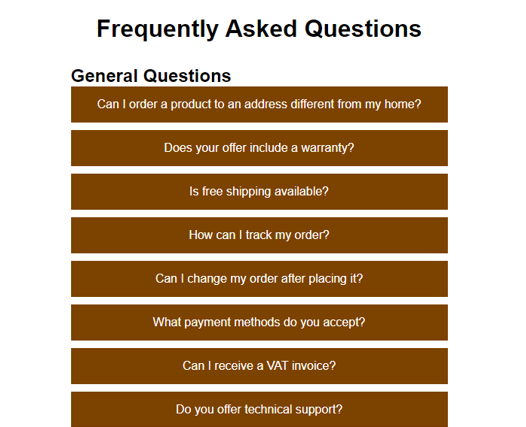 Frequently Asked Questions
General Questions
Can I order a product to an address different from my home?
Does your offer include a warranty?
Is free shipping available?
How can I track my order?
Can I change my order after placing it?
What payment methods do you accept?
Can I receive a VAT invoice?
Do you offer technical support?